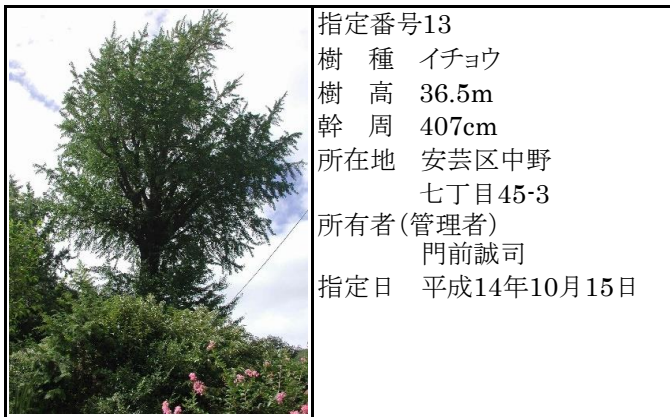 指定番号13
樹　種　イチョウ
樹　高　36.5m
幹　周　407cm
所在地　安芸区中野
七丁目45-3
所有者(管理者)
門前誠司
指定日　平成14年10月15日